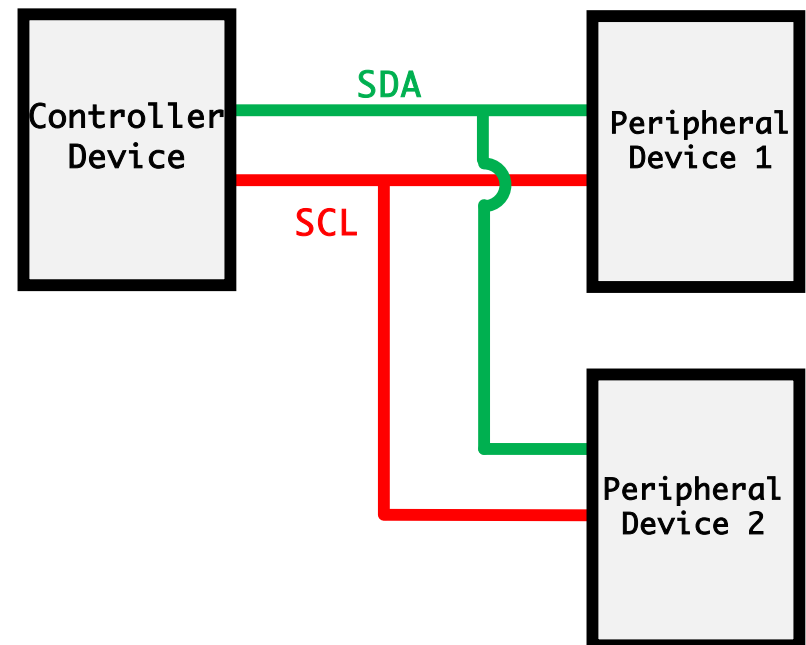 Controller
Device
SDA
SCL
Peripheral
Device 1
Peripheral
Device 2